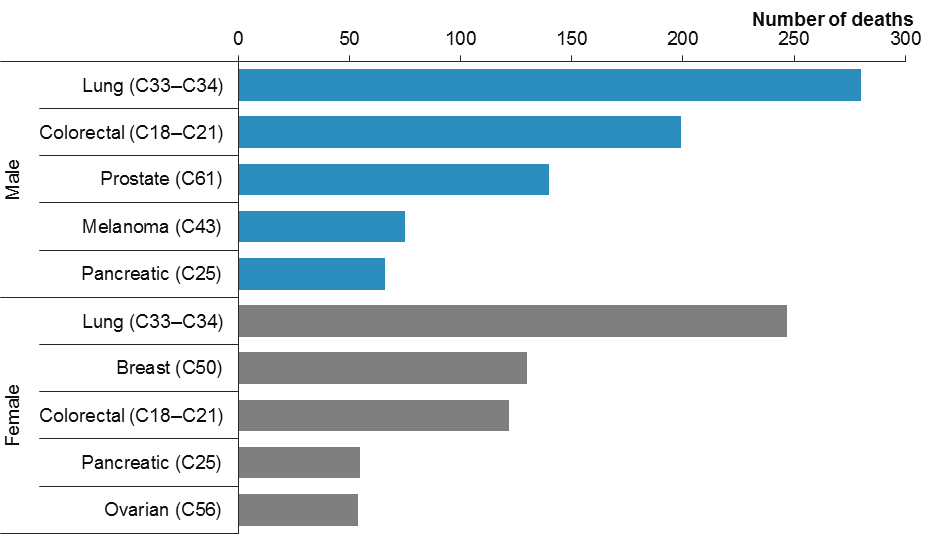 Number of deaths
0 50 100 150 200 250 300
Male
Lung (C33–C34)
Colorectal (C18–C21)
Prostate (C61)
Melanoma (C43)
Pancreatic (C25)
Female
Lung (C33–C34)
Breast (C50)
Colorectal (C18–C21)
Pancreatic (C25)
Ovarian (C56)